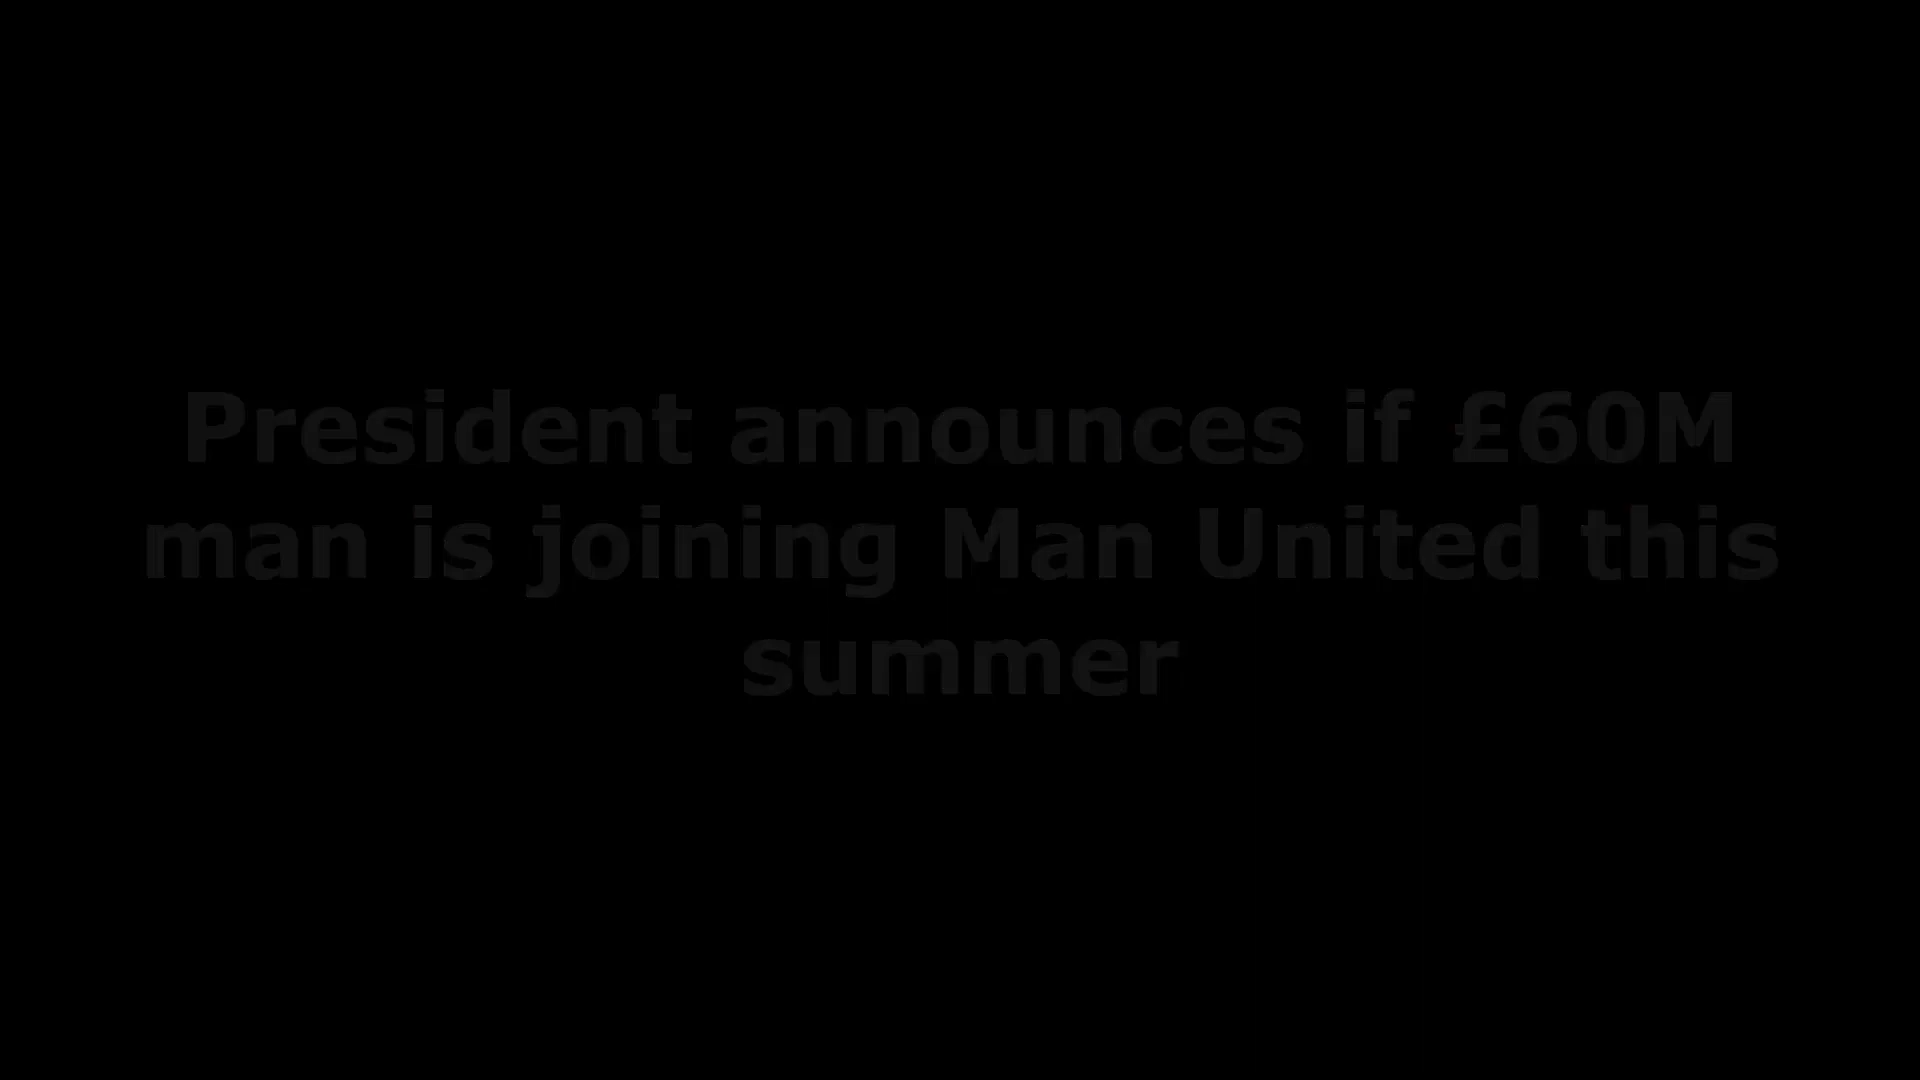 President announces if £60M
man is joining Man United this
summer